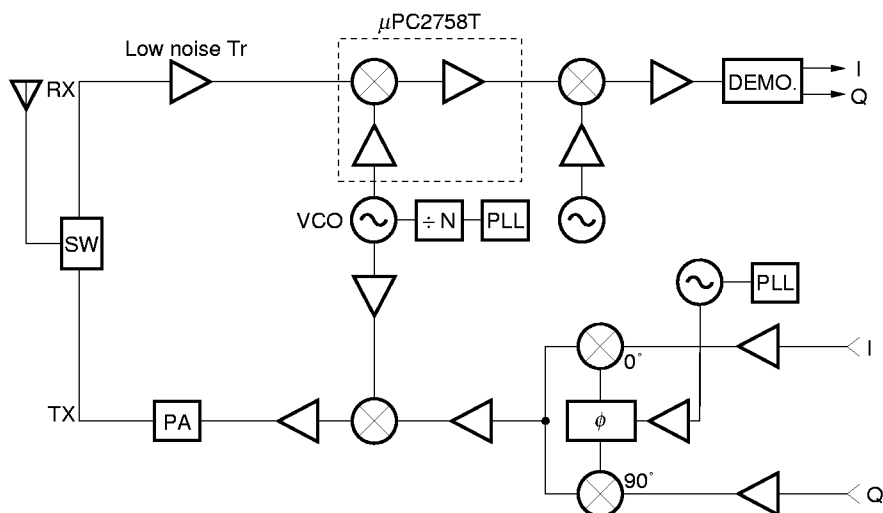 μPC2758T
Low noise Tr
RX
DEMO.
I
Q
VCO
÷ N
PLL
SW
PLL
0°
I
TX
PA
ϕ
90°
Q